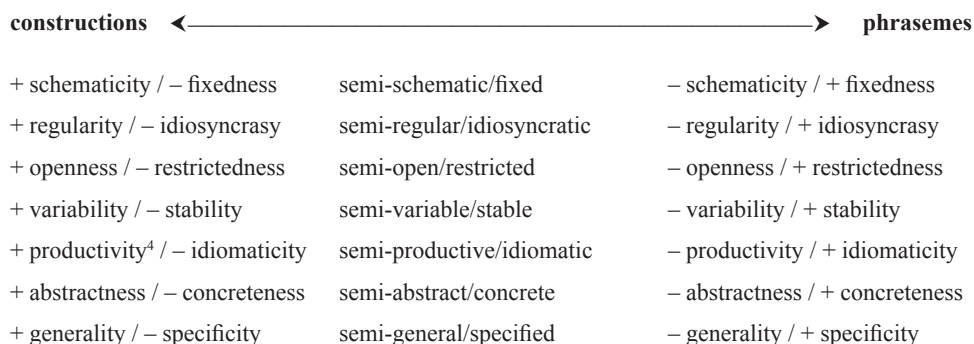 constructions ⮜——————————⮞ phrasemes
+ schematicity / – fixedness semi-schematic/fixed – schematicity / + fixedness
+ regularity / – idiosyncrasy semi-regular/idiosyncratic – regularity / + idiosyncrasy
+ openness / – restrictedness semi-open/restricted – openness / + restrictedness
+ variability / – stability semi-variable/stable – variability / + stability
+ productivity⁴ / – idiomaticity semi-productive/idiomatic – productivity / + idiomaticity
+ abstractness / – concreteness semi-abstract/concrete – abstractness / + concreteness
+ generality / – specificity semi-general/specified – generality / + specificity